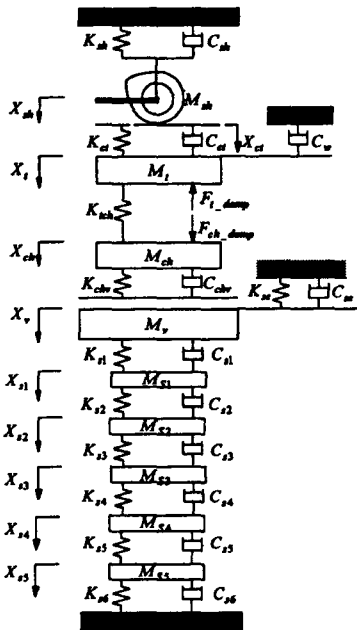 K_sh C_sh
M_sh
X_sh
K_ct C_ct X_ct C_w
X_t
M_t
K_tch F_t_damp
F_ch_damp
X_ch
M_ch
K_chv C_chv
K_ss C_ss
X_v
M_v
K_s1 C_s1
X_s1
M_S1
K_s2 C_s2
X_s2
M_S2
K_s3 C_s3
X_s3
M_S3
K_s4 C_s4
X_s4
M_S4
K_s5 C_s5
X_s5
M_S5
K_s6 C_s6